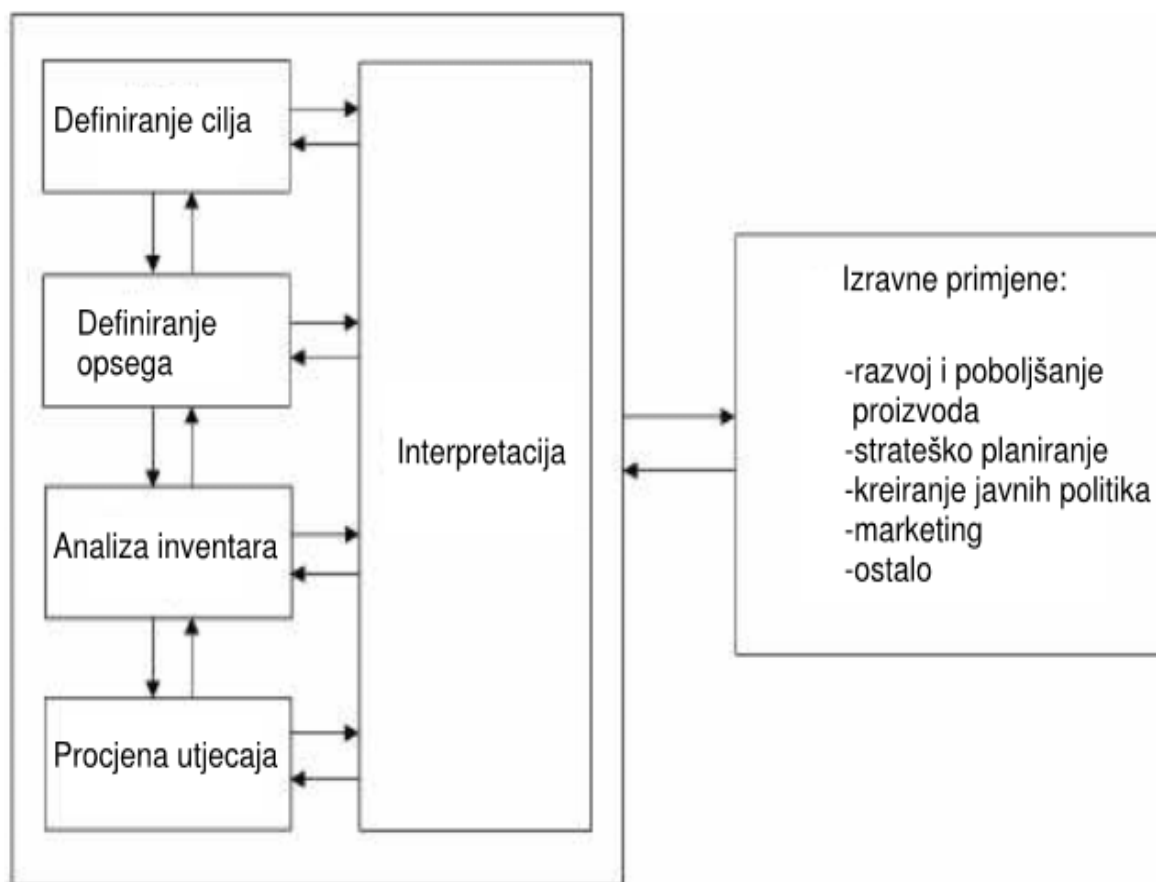 Definiranje cilja
Definiranje
opsega
Analiza inventara
Procjena utjecaja
Interpretacija
Izravne primjene:
-razvoj i poboljšanje
proizvoda
-strateško planiranje
-kreiranje javnih politika
-marketing
-ostalo